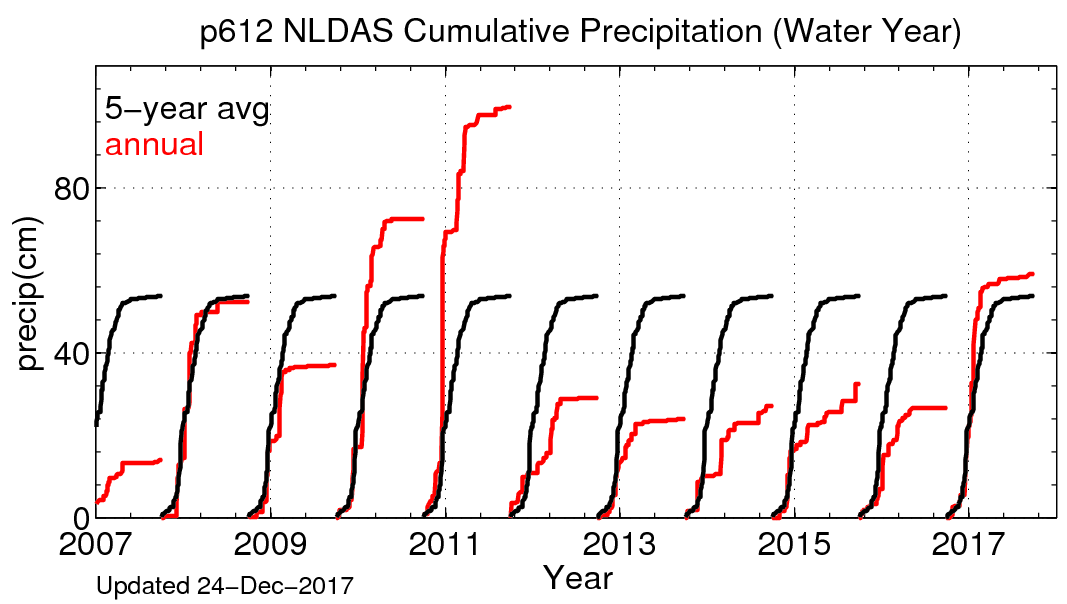 p612 NLDAS Cumulative Precipitation (Water Year)
5−year avg
annual
precip(cm)
80
40
0
2007 2009 2011 2013 2015 2017
Year
Updated 24−Dec−2017